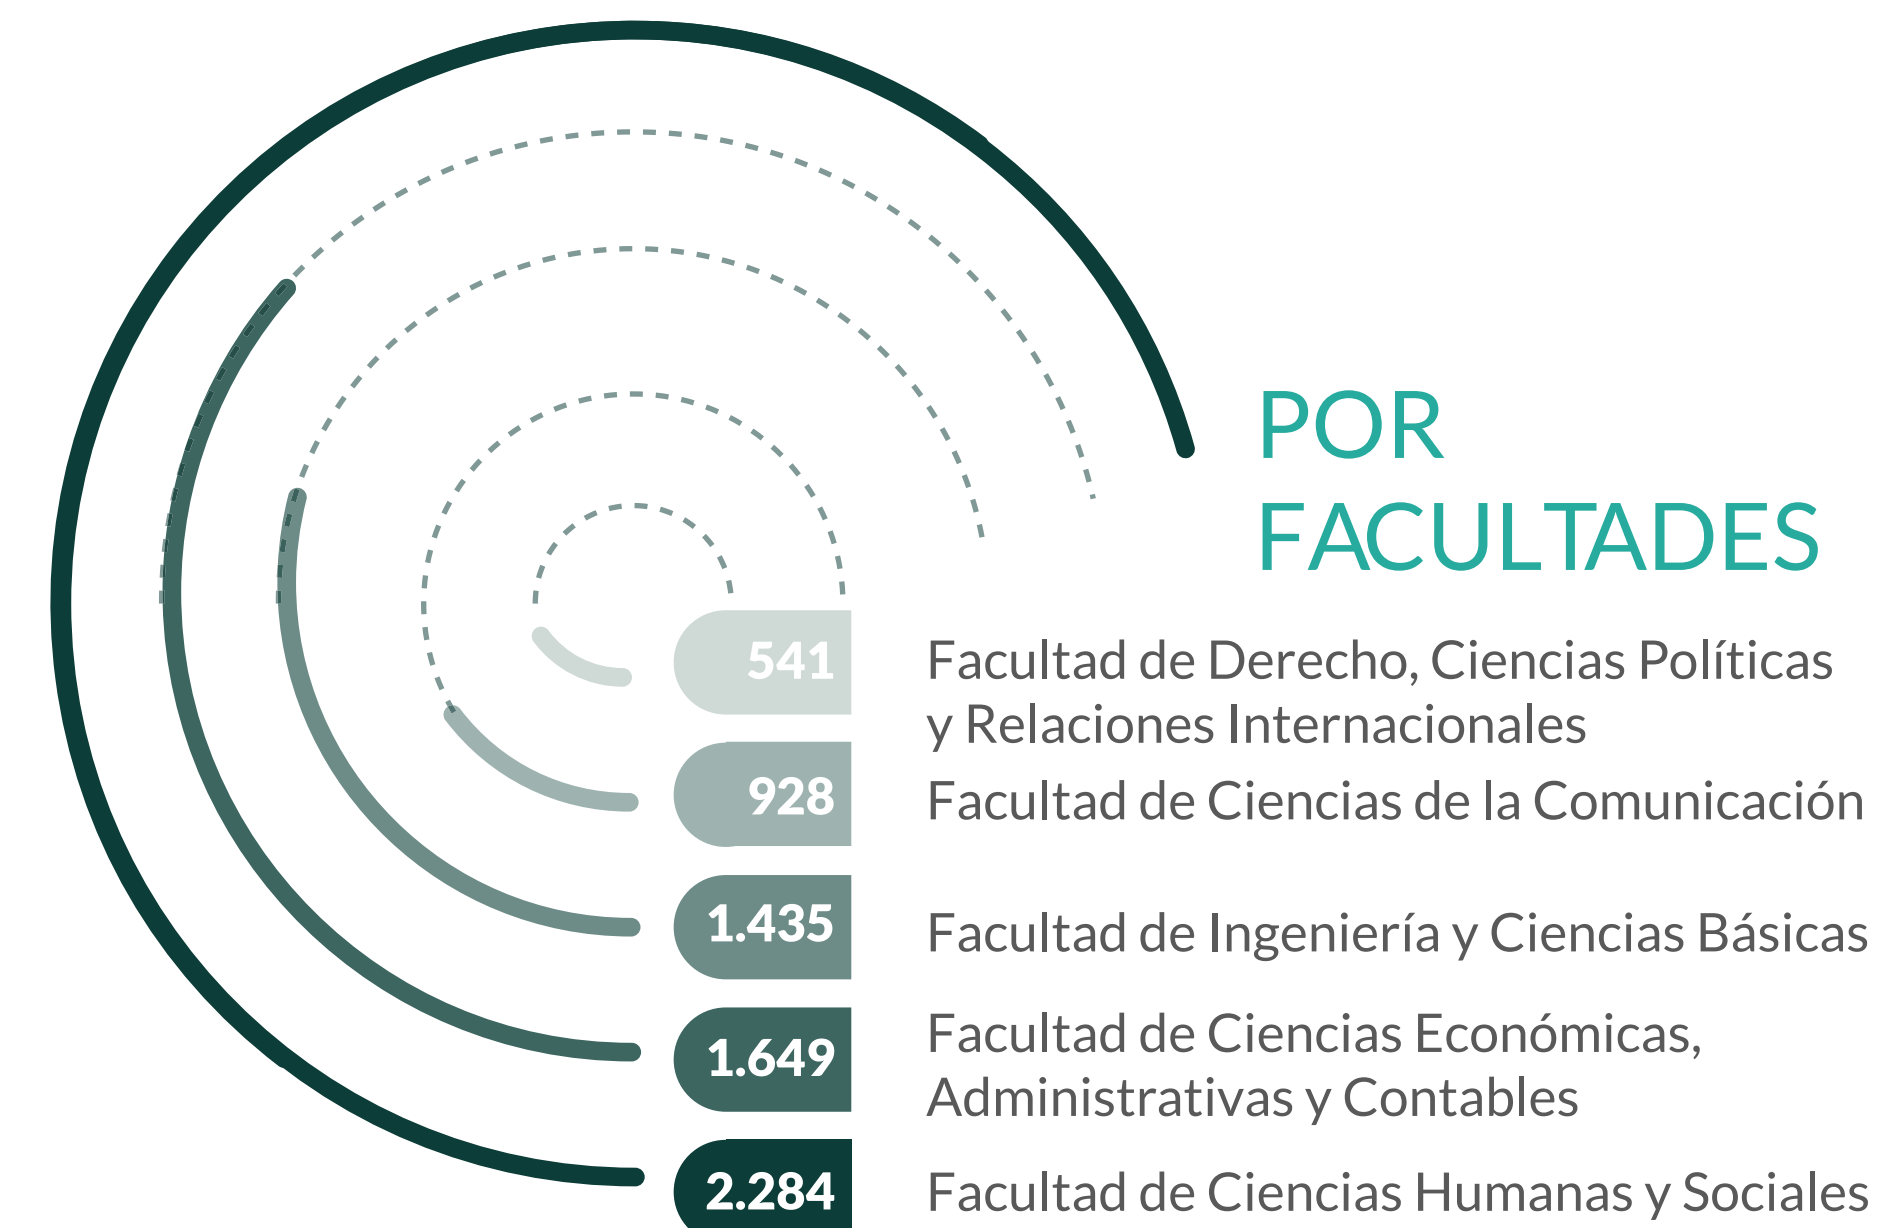 POR
FACULTADES
541
Facultad de Derecho, Ciencias Políticas
y Relaciones Internacionales
928
Facultad de Ciencias de la Comunicación
1.435
Facultad de Ingeniería y Ciencias Básicas
1.649
Facultad de Ciencias Económicas,
Administrativas y Contables
2.284
Facultad de Ciencias Humanas y Sociales